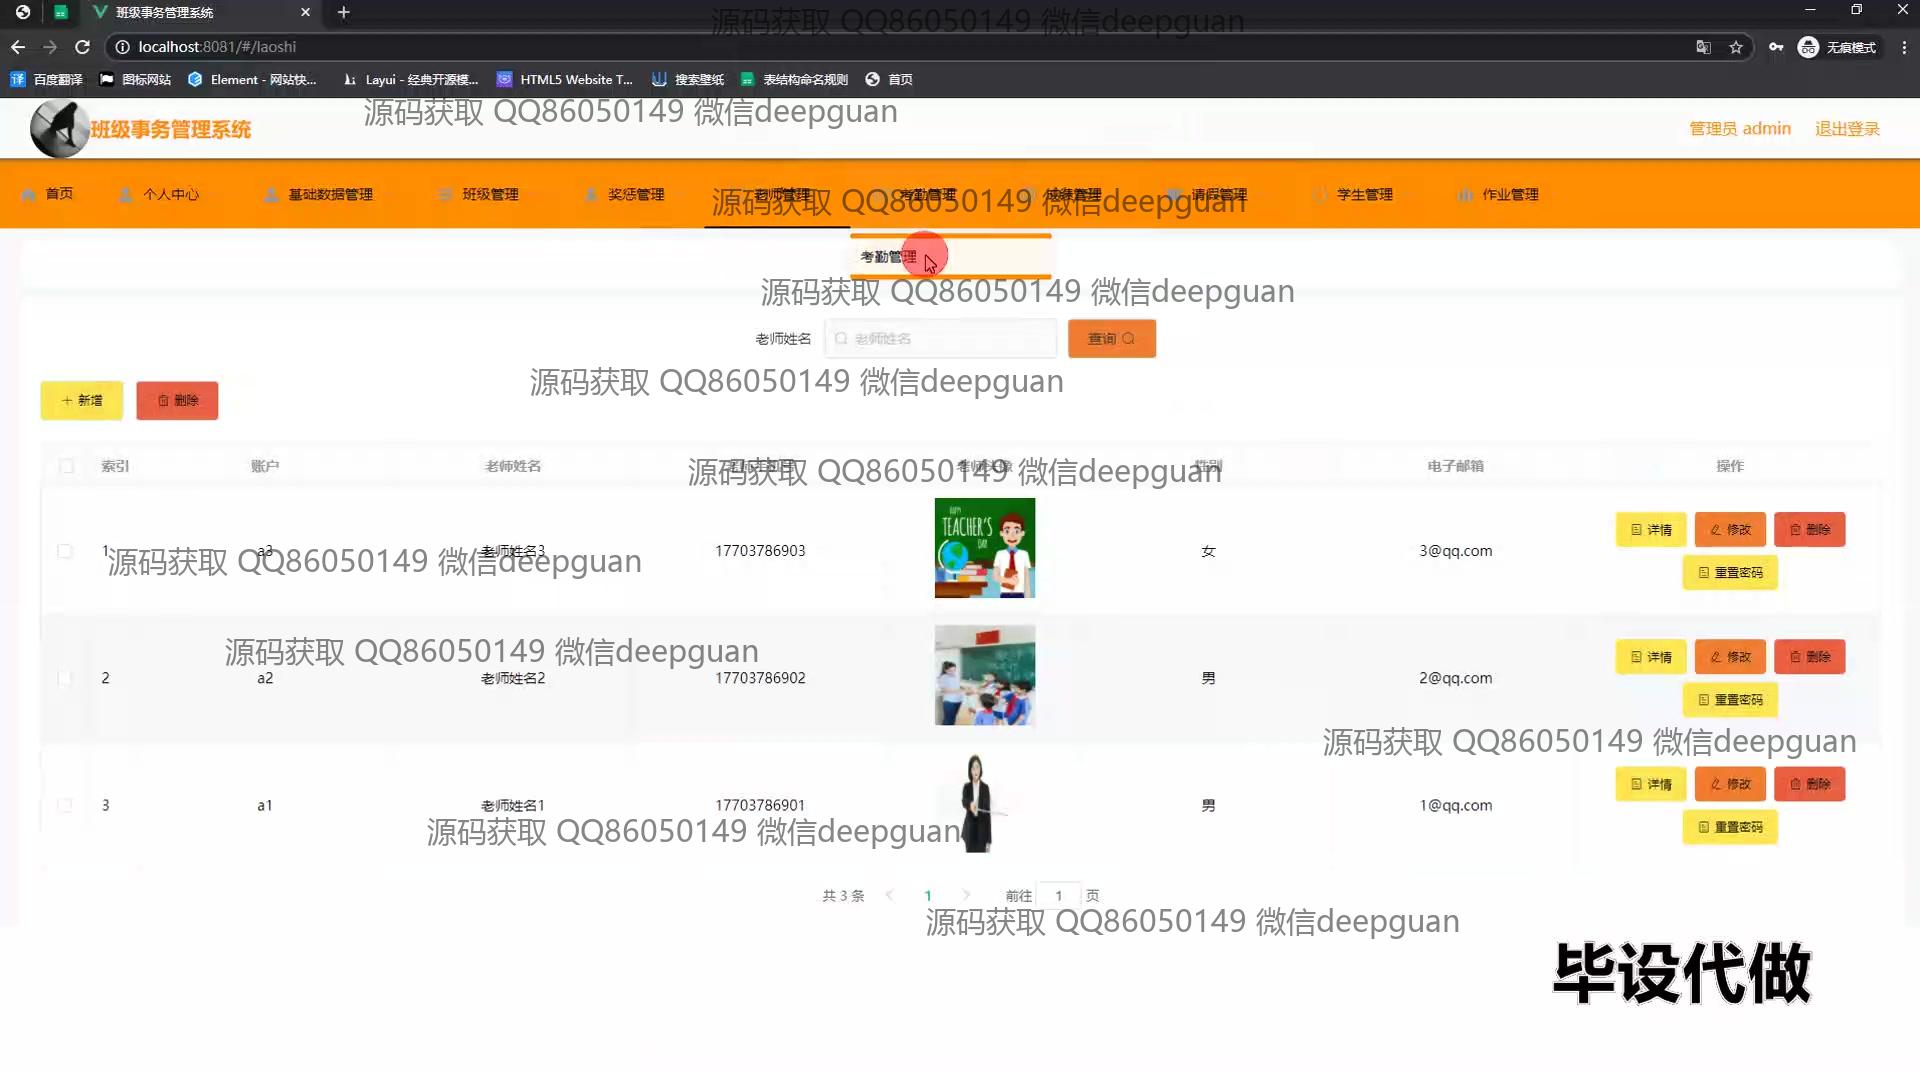 班级事务管理系统
源码获取 QQ86050149 微信deepguan
localhost:8081/#/laoshi
无痕模式
百度翻译 图标网站 Element - 网站快... Layui - 经典开源模... HTML5 Website T... 搜索壁纸 表结构命名规则 首页
源码获取 QQ86050149 微信deepguan
班级事务管理系统
管理员 admin 退出登录
首页 个人中心 基础数据管理 班级管理 奖惩管理 老师管理 考勤管理 请假管理 学生管理 作业管理
源码获取 QQ86050149 微信deepguan
考勤管理
源码获取 QQ86050149 微信deepguan
老师姓名 老师姓名 查询
源码获取 QQ86050149 微信deepguan
新增 删除
索引 账户 老师姓名 老师头像 性别 电子邮箱 操作
源码获取 QQ86050149 微信deepguan
HAPPY TEACHER'S DAY
1 a3 老师姓名3 17703786903 女 3@qq.com 详情 修改 删除
重置密码
源码获取 QQ86050149 微信deepguan
源码获取 QQ86050149 微信deepguan
2 a2 老师姓名2 17703786902 男 2@qq.com 详情 修改 删除
重置密码
源码获取 QQ86050149 微信deepguan
3 a1 老师姓名1 17703786901 男 1@qq.com 详情 修改 删除
重置密码
源码获取 QQ86050149 微信deepguan
共 3 条 1 前往 1 页
源码获取 QQ86050149 微信deepguan
毕设代做